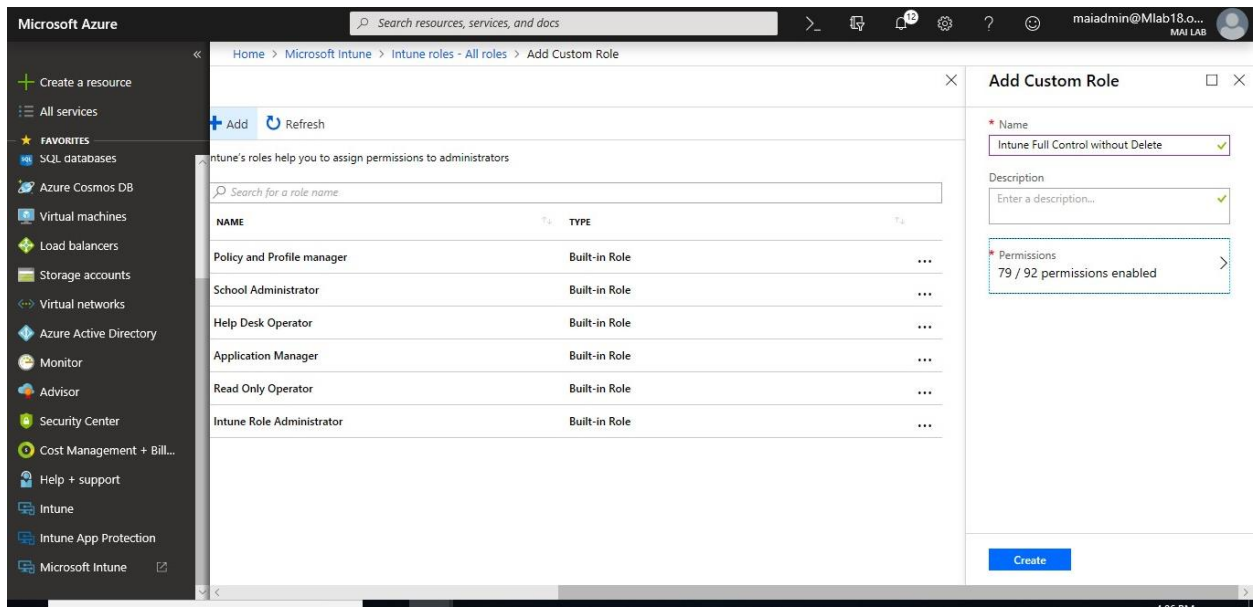 Microsoft Azure
Search resources, services, and docs
12
maiadmin@Mlab18.o...
MAI LAB
Home > Microsoft Intune > Intune roles - All roles > Add Custom Role
Create a resource
All services
FAVORITES
SQL databases
Azure Cosmos DB
Virtual machines
Load balancers
Storage accounts
Virtual networks
Azure Active Directory
Monitor
Advisor
Security Center
Cost Management + Bill...
Help + support
Intune
Intune App Protection
Microsoft Intune
Add Refresh
ntune's roles help you to assign permissions to administrators
Search for a role name
NAME TYPE
Policy and Profile manager Built-in Role ...
School Administrator Built-in Role ...
Help Desk Operator Built-in Role ...
Application Manager Built-in Role ...
Read Only Operator Built-in Role ...
Intune Role Administrator Built-in Role ...
Add Custom Role
* Name
Intune Full Control without Delete
Description
Enter a description...
* Permissions
79 / 92 permissions enabled
Create